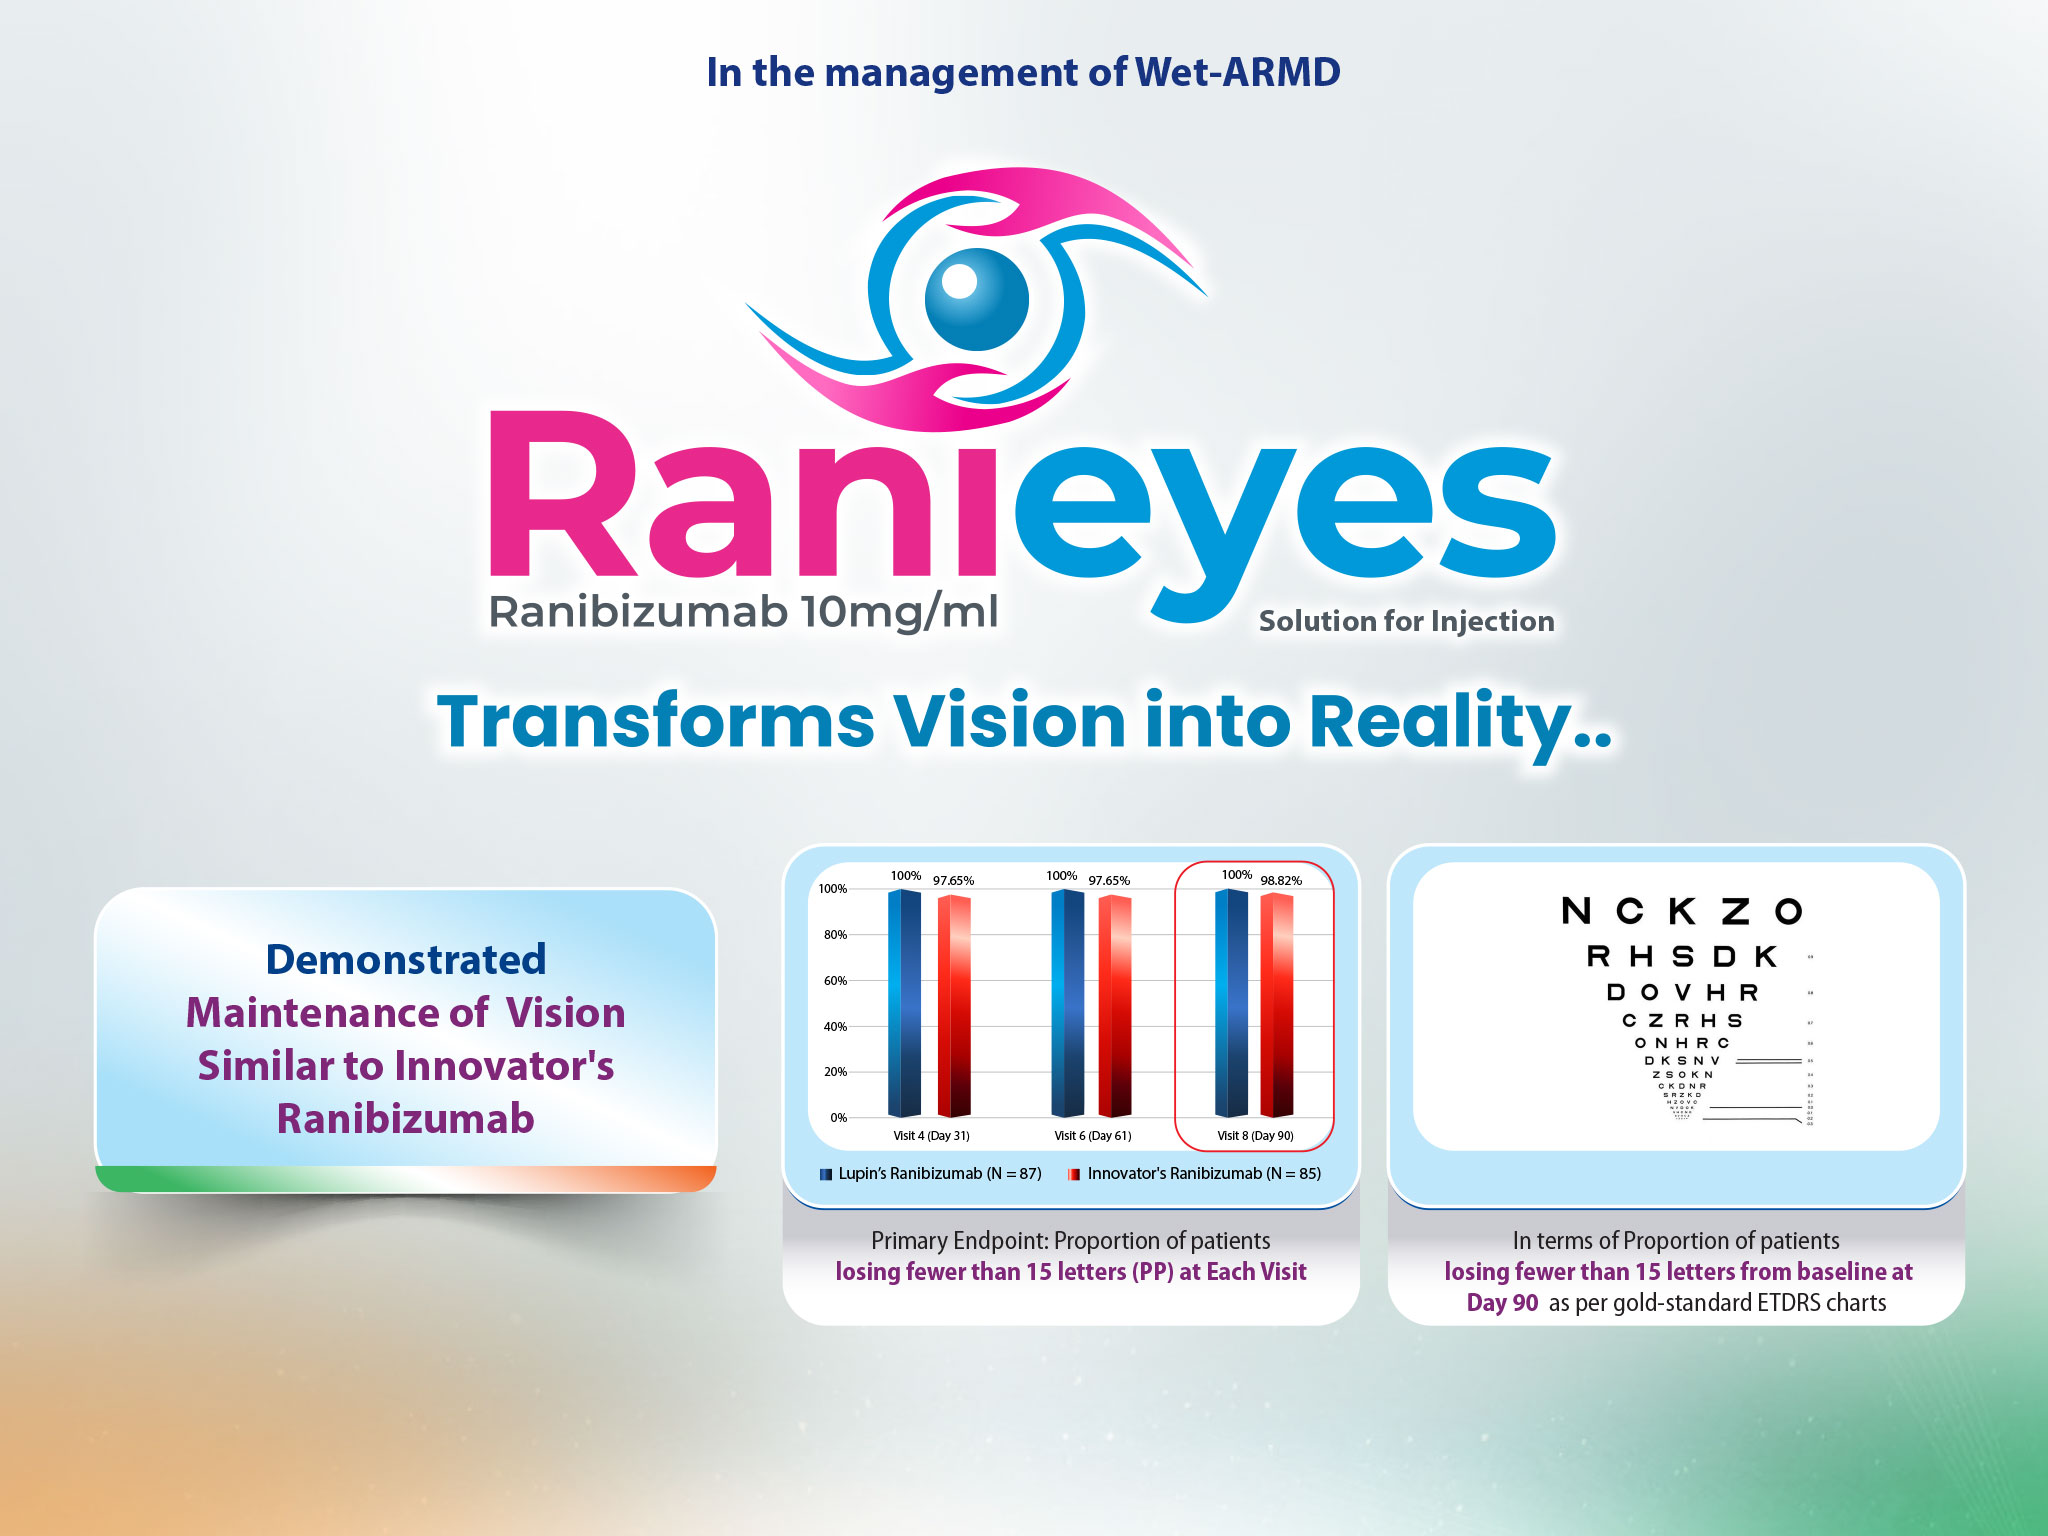 In the management of Wet-ARMD
Ranieyes
Ranibizumab 10mg/ml
Solution for Injection
Transforms Vision into Reality..
Demonstrated
Maintenance of Vision
Similar to Innovator's
Ranibizumab
100% 97.65% 100% 97.65% 100% 98.82%
100%
80%
60%
40%
20%
0%
Visit 4 (Day 31) Visit 6 (Day 61) Visit 8 (Day 90)
Lupin's Ranibizumab (N = 87) Innovator's Ranibizumab (N = 85)
Primary Endpoint: Proportion of patients
losing fewer than 15 letters (PP) at Each Visit
N C K Z O
R H S D K
D O V H R
C Z R H S
O N H R C
D K S N V
Z S O K N
C K D N R
S R Z K D
H Z O V C
In terms of Proportion of patients
losing fewer than 15 letters from baseline at
Day 90 as per gold-standard ETDRS charts